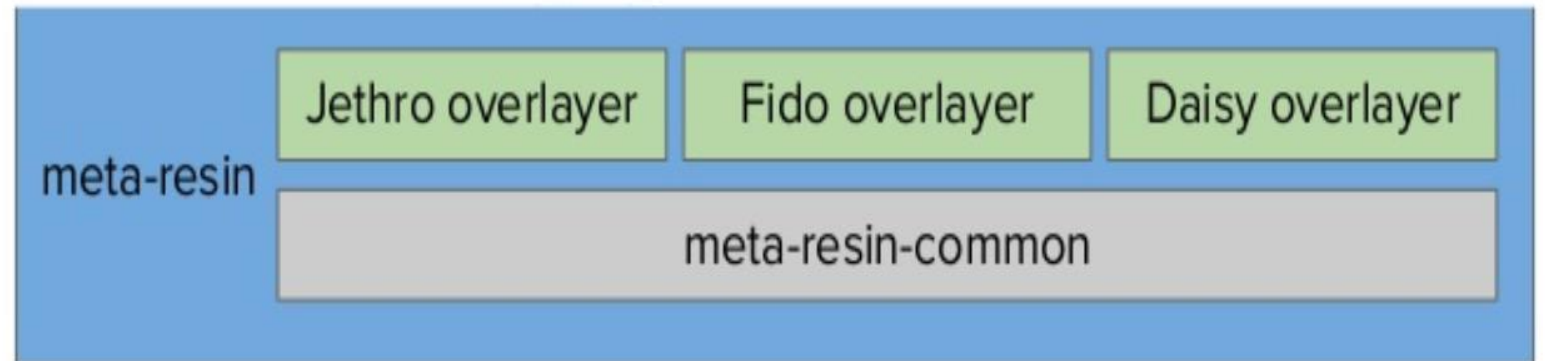 Jethro overlayer
Fido overlayer
Daisy overlayer
meta-resin
meta-resin-common